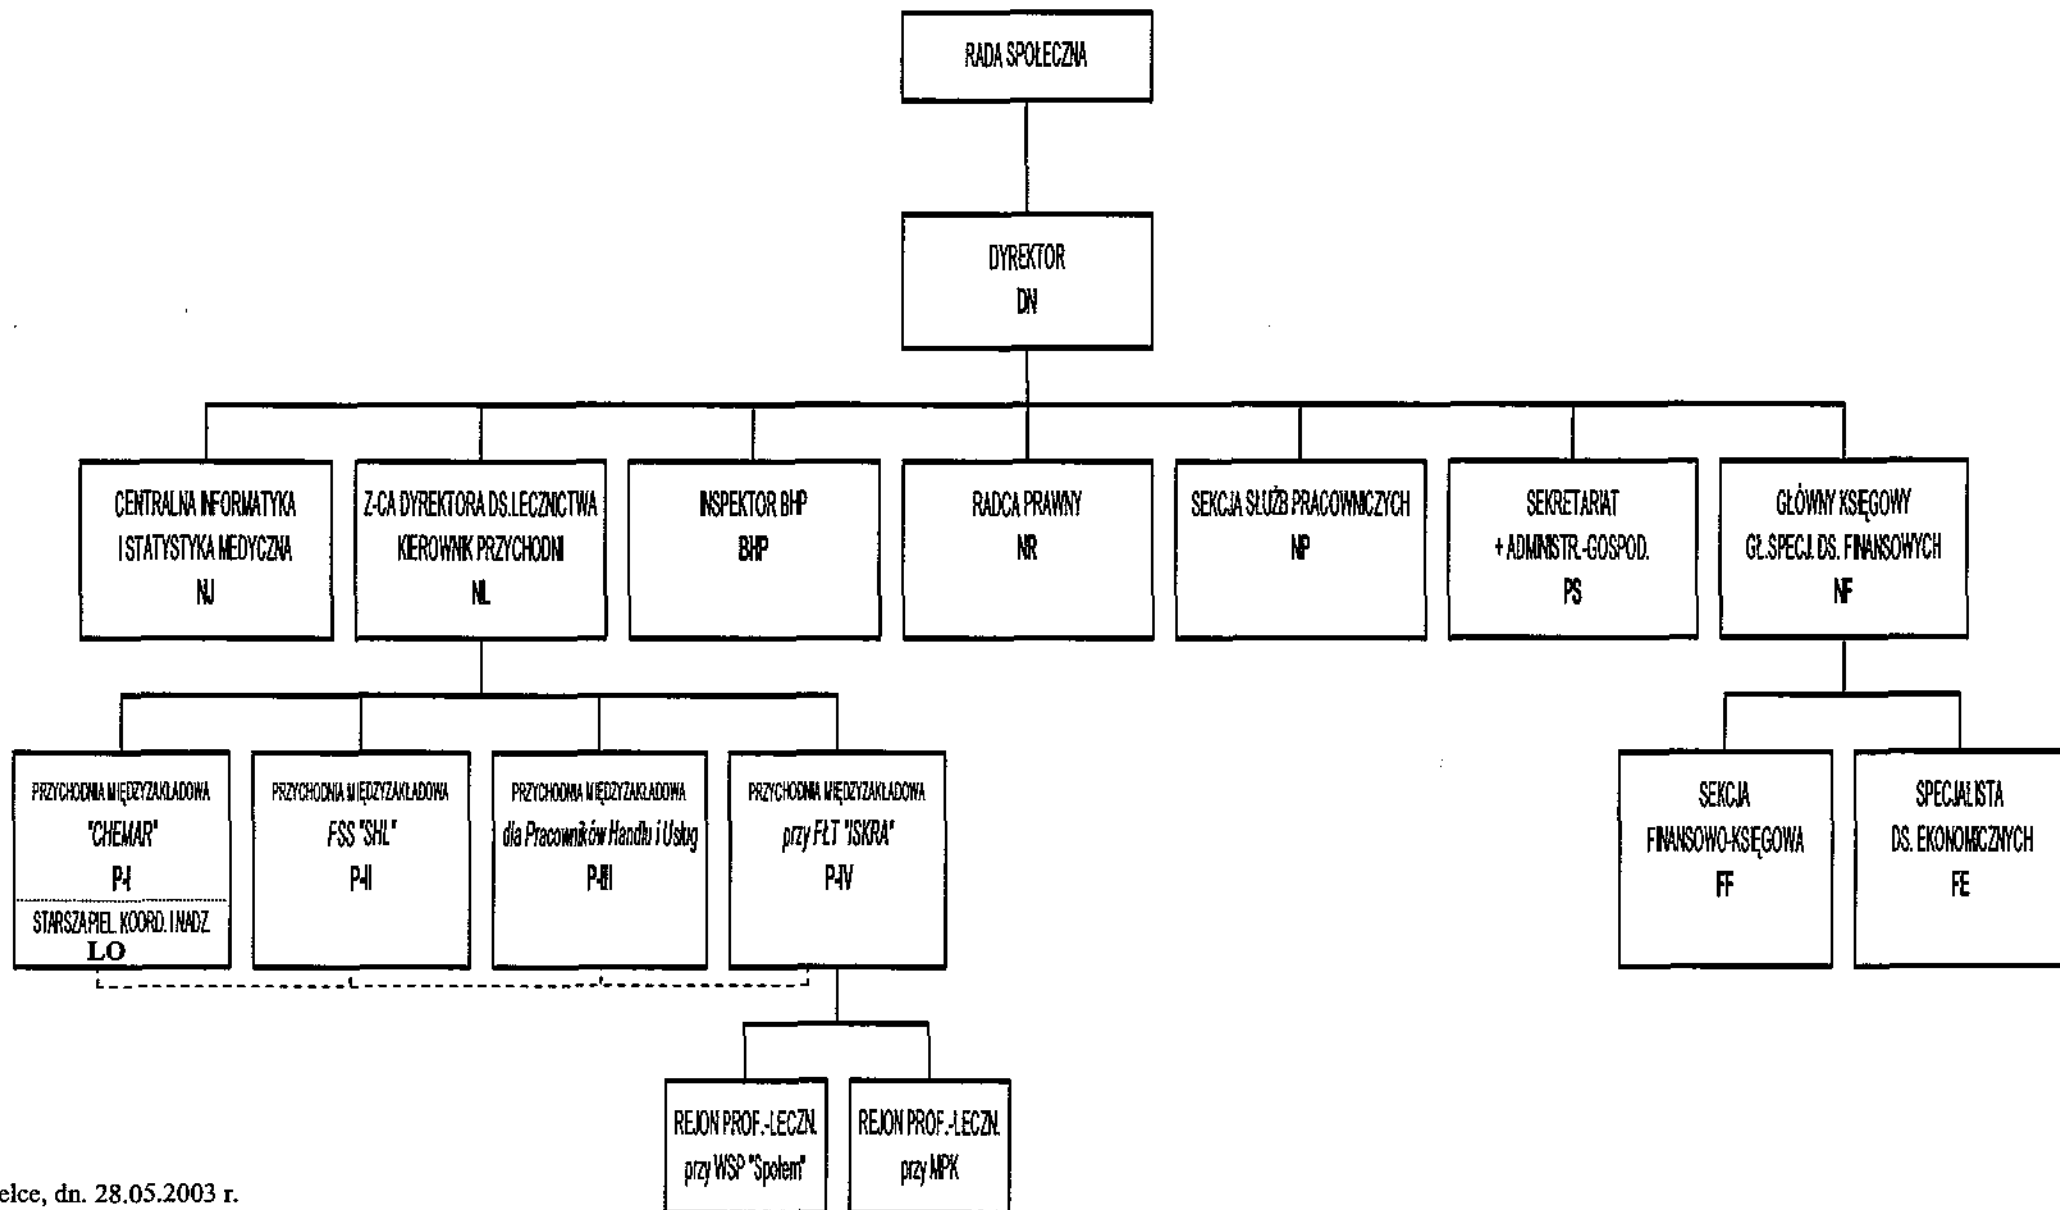 RADA SPOŁECZNA
DYREKTOR
DN
CENTRALNA INFORMATYKA
I STATYSTYKA MEDYCZNA
NJ
Z-CA DYREKTORA DS.LECZNICTWA
KIEROWNIK PRZYCHODNI
NL
INSPEKTOR BHP
BHP
RADCA PRAWNY
NR
SEKCJA SŁUŻB PRACOWNICZYCH
NP
SEKRETARIAT
+ ADMINISTR.-GOSPOD.
PS
GŁÓWNY KSIĘGOWY
GŁ.SPECJ. DS. FINANSOWYCH
NF
PRZYCHODNIA MIĘDZYZAKŁADOWA
"CHEMAR"
P-I
STARSZA PIEL. KOORD. I NADZ.
LO
PRZYCHODNIA MIĘDZYZAKŁADOWA
FSS "SHL"
P-II
PRZYCHODNIA MIĘDZYZAKŁADOWA
dla Pracowników Handlu i Usług
P-III
PRZYCHODNIA MIĘDZYZAKŁADOWA
przy FŁT "ISKRA"
P-IV
SEKCJA
FINANSOWO-KSIĘGOWA
FF
SPECJALISTA
DS. EKONOMICZNYCH
FE
REJON PROF.-LECZN.
przy WSP "Społem"
REJON PROF.-LECZN.
przy MPK
elce, dn. 28.05.2003 r.